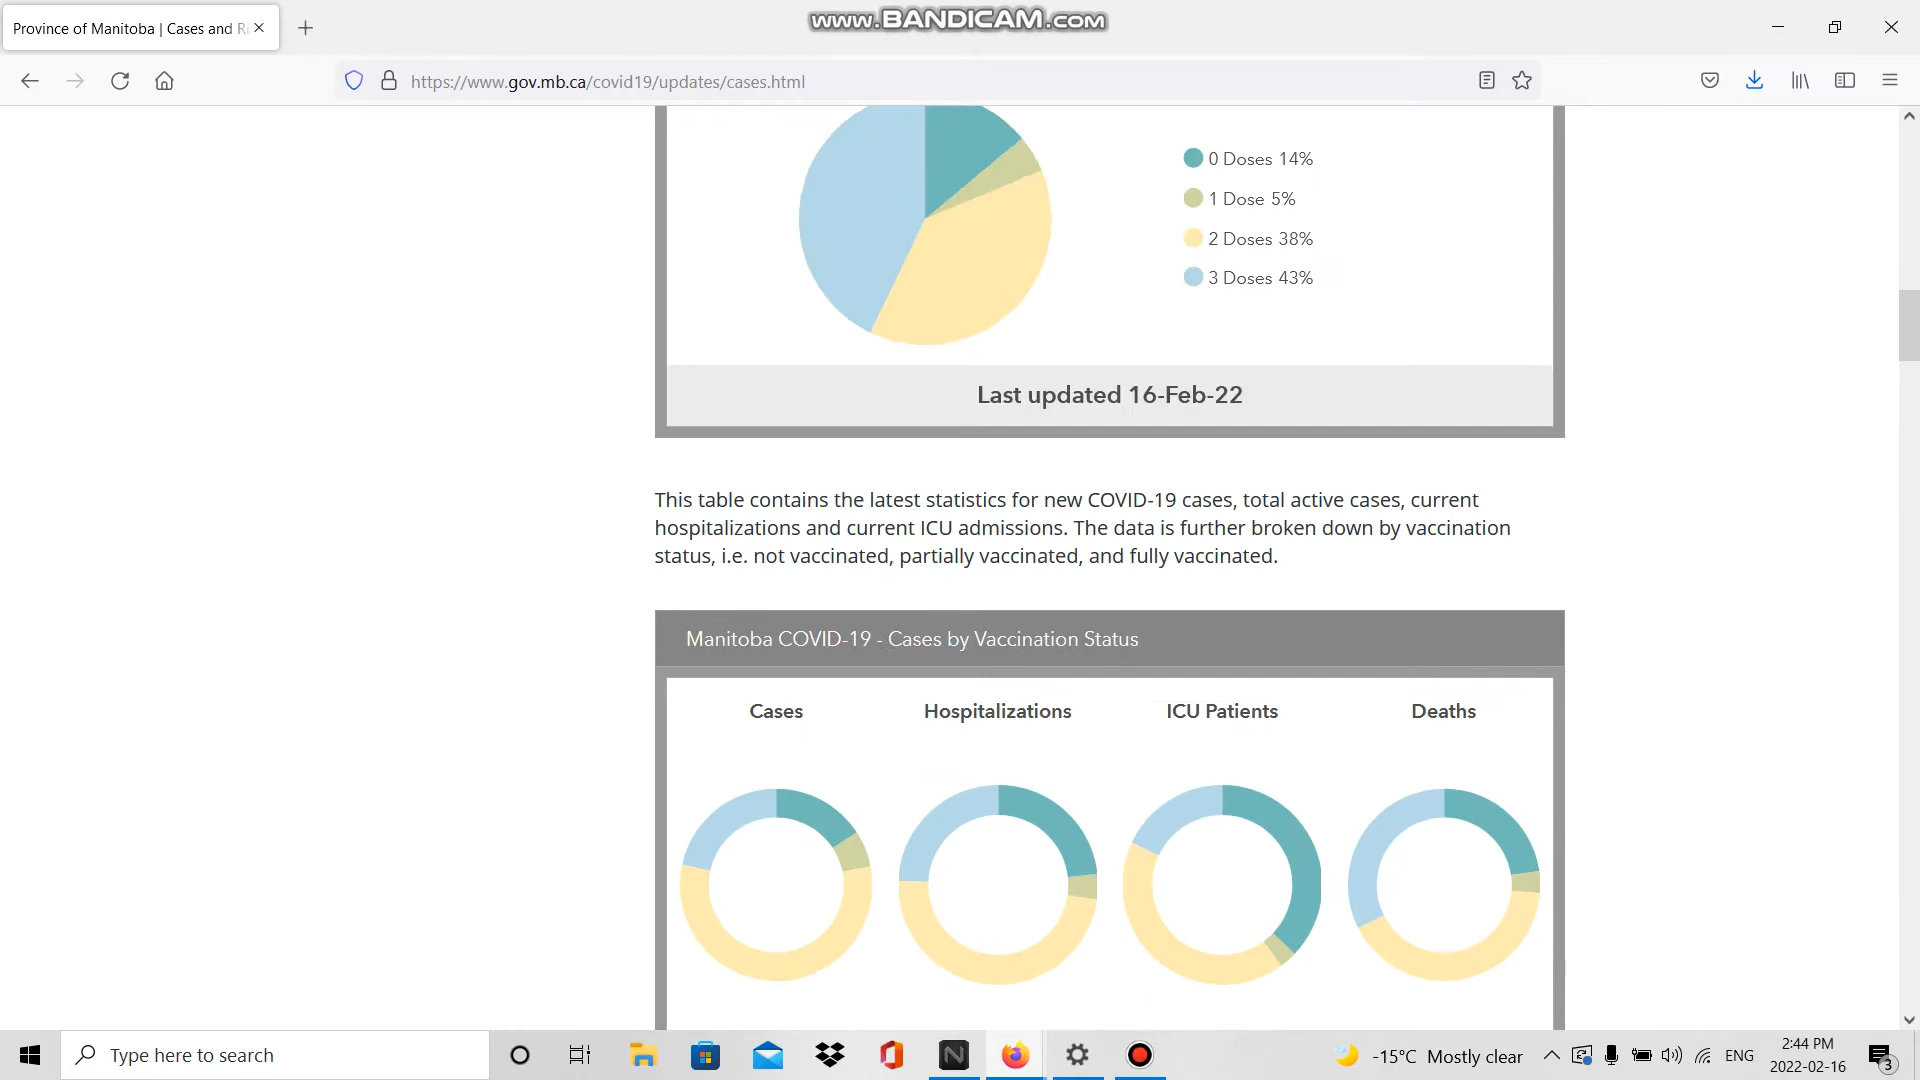 Province of Manitoba | Cases and Ri
www.BANDICAM.com
https://www.gov.mb.ca/covid19/updates/cases.html
0 Doses 14%
1 Dose 5%
2 Doses 38%
3 Doses 43%
Last updated 16-Feb-22
This table contains the latest statistics for new COVID-19 cases, total active cases, current
hospitalizations and current ICU admissions. The data is further broken down by vaccination
status, i.e. not vaccinated, partially vaccinated, and fully vaccinated.
Manitoba COVID-19 - Cases by Vaccination Status
Cases Hospitalizations ICU Patients Deaths
Type here to search
-15°C Mostly clear
ENG
2:44 PM
2022-02-16
3